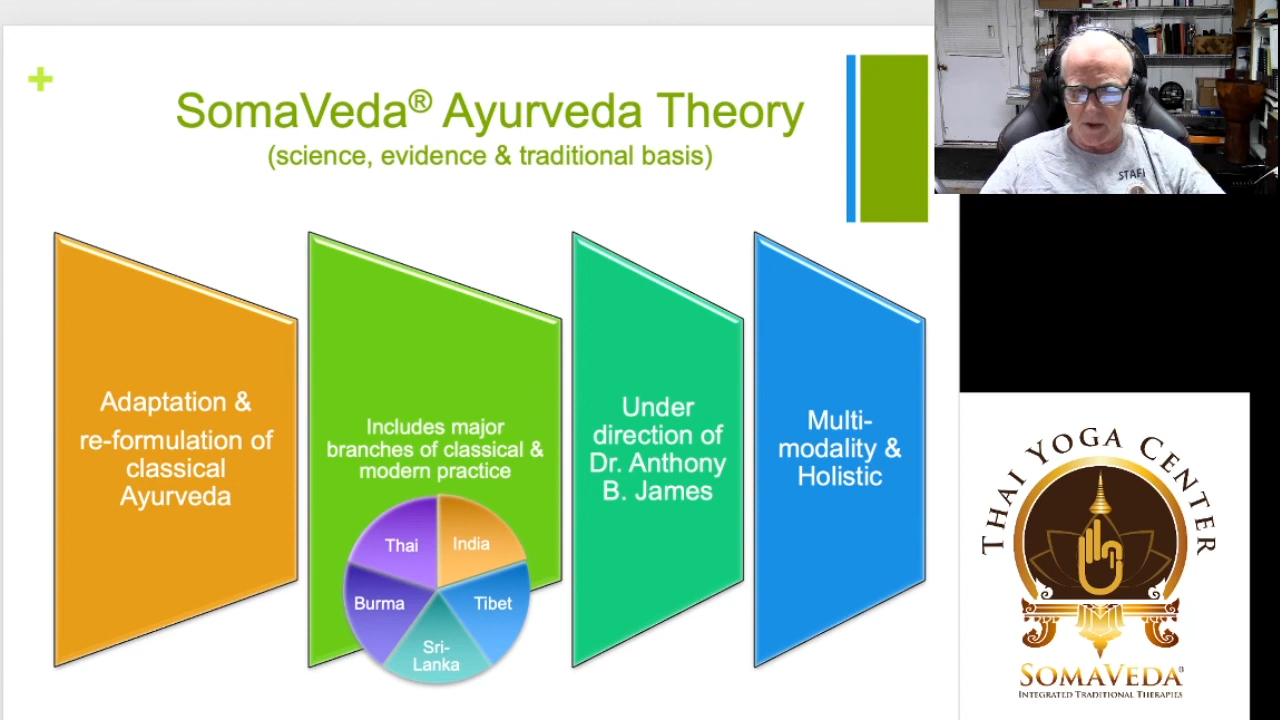 SomaVeda® Ayurveda Theory
(science, evidence & traditional basis)
Adaptation &
re-formulation of
classical
Ayurveda
Includes major
branches of classical &
modern practice
Thai
India
Burma
Tibet
Sri-
Lanka
Under
direction of
Dr. Anthony
B. James
Multi-
modality &
Holistic
STAFF
THAI YOGA CENTER
SOMAVEDA®
INTEGRATED TRADITIONAL THERAPIES